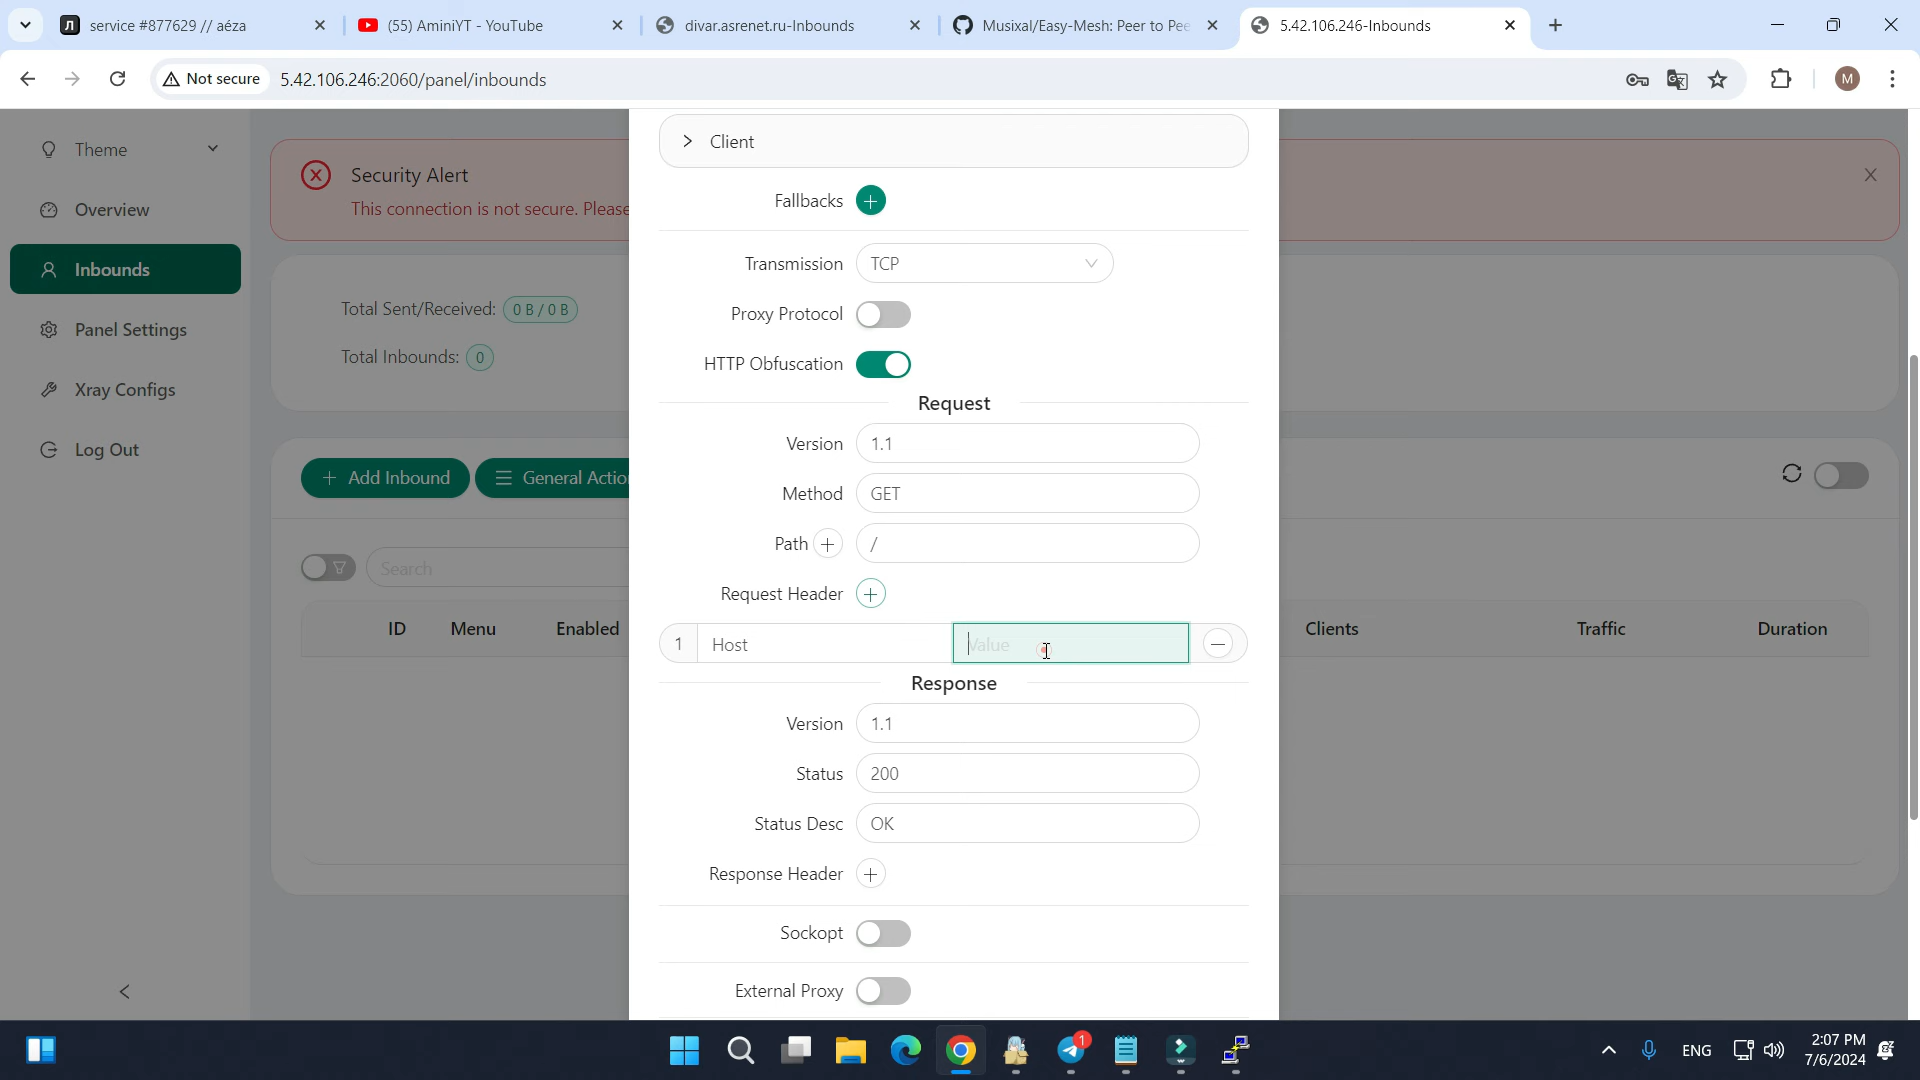 service #877629 // aéza
(55) AminiYT - YouTube
divar.asrenet.ru-Inbounds
Musixal/Easy-Mesh: Peer to Pe
5.42.106.246-Inbounds
Not secure
5.42.106.246:2060/panel/inbounds
M
Theme
Overview
Inbounds
Panel Settings
Xray Configs
Log Out
Security Alert
This connection is not secure. Please
Total Sent/Received: 0 B / 0 B
Total Inbounds: 0
Add Inbound
General Action
Search
ID Menu Enabled Clients Traffic Duration
Client
Fallbacks
Transmission TCP
Proxy Protocol
HTTP Obfuscation
Request
Version 1.1
Method GET
Path /
Request Header
1 Host Value
Response
Version 1.1
Status 200
Status Desc OK
Response Header
Sockopt
External Proxy
1
ENG
2:07 PM
7/6/2024